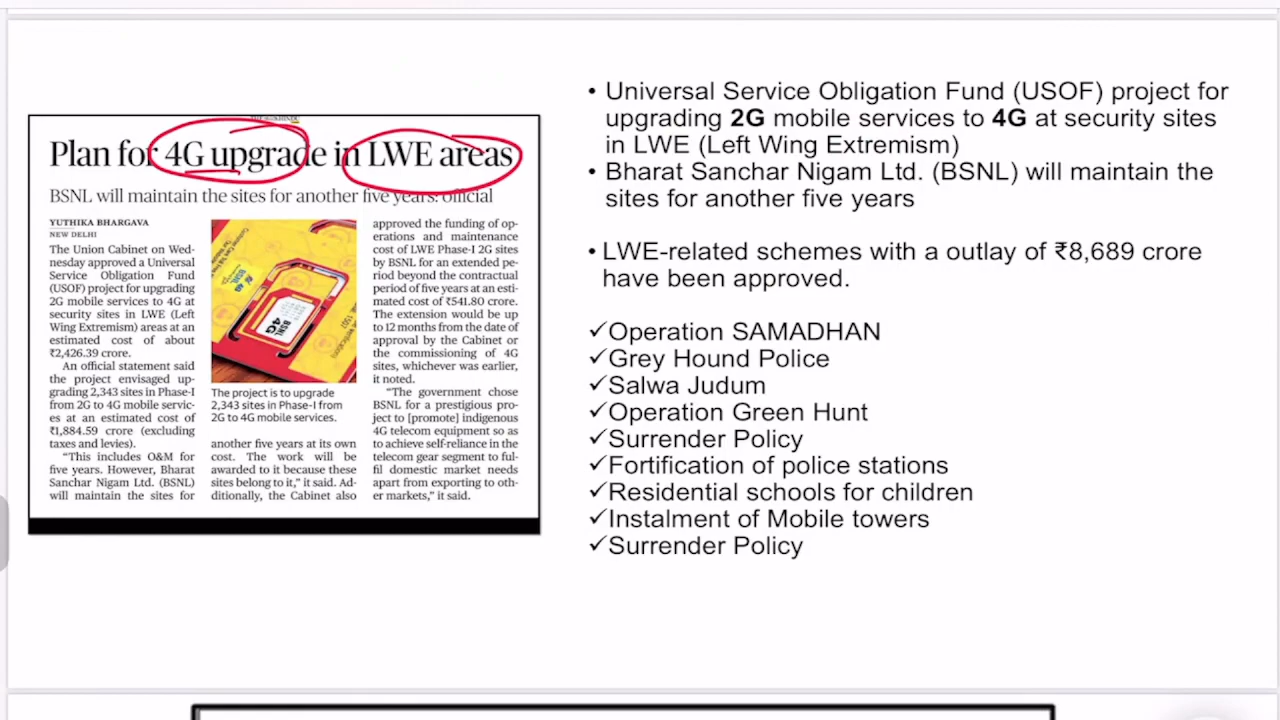 Plan for 4G upgrade in LWE areas
BSNL will maintain the sites for another five years: official
YUTHIKA BHARGAVA
NEW DELHI
The Union Cabinet on Wed-
nesday approved a Universal
Service Obligation Fund
(USOF) project for upgrading
2G mobile services to 4G at
security sites in LWE (Left
Wing Extremism) areas at an
estimated cost of about
₹2,426.39 crore.
An official statement said
the project envisaged up-
grading 2,343 sites in Phase-I
from 2G to 4G mobile servic-
es at an estimated cost of
₹1,884.59 crore (excluding
taxes and levies).
“This includes O&M for
five years. However, Bharat
Sanchar Nigam Ltd. (BSNL)
will maintain the sites for
BSNL
4G
The project is to upgrade
2,343 sites in Phase-I from
2G to 4G mobile services.
another five years at its own
cost. The work will be
awarded to it because these
sites belong to it,” it said. Ad-
ditionally, the Cabinet also
approved the funding of op-
erations and maintenance
cost of LWE Phase-I 2G sites
by BSNL for an extended pe-
riod beyond the contractual
period of five years at an esti-
mated cost of ₹541.80 crore.
The extension would be up
to 12 months from the date of
approval by the Cabinet or
the commissioning of 4G
sites, whichever was earlier,
it noted.
“The government chose
BSNL for a prestigious pro-
ject to [promote] indigenous
4G telecom equipment so as
to achieve self-reliance in the
telecom gear segment to ful-
fil domestic market needs
apart from exporting to oth-
er markets,” it said.
• Universal Service Obligation Fund (USOF) project for
upgrading 2G mobile services to 4G at security sites
in LWE (Left Wing Extremism)
• Bharat Sanchar Nigam Ltd. (BSNL) will maintain the
sites for another five years
• LWE-related schemes with a outlay of ₹8,689 crore
have been approved.
✓Operation SAMADHAN
✓Grey Hound Police
✓Salwa Judum
✓Operation Green Hunt
✓Surrender Policy
✓Fortification of police stations
✓Residential schools for children
✓Instalment of Mobile towers
✓Surrender Policy